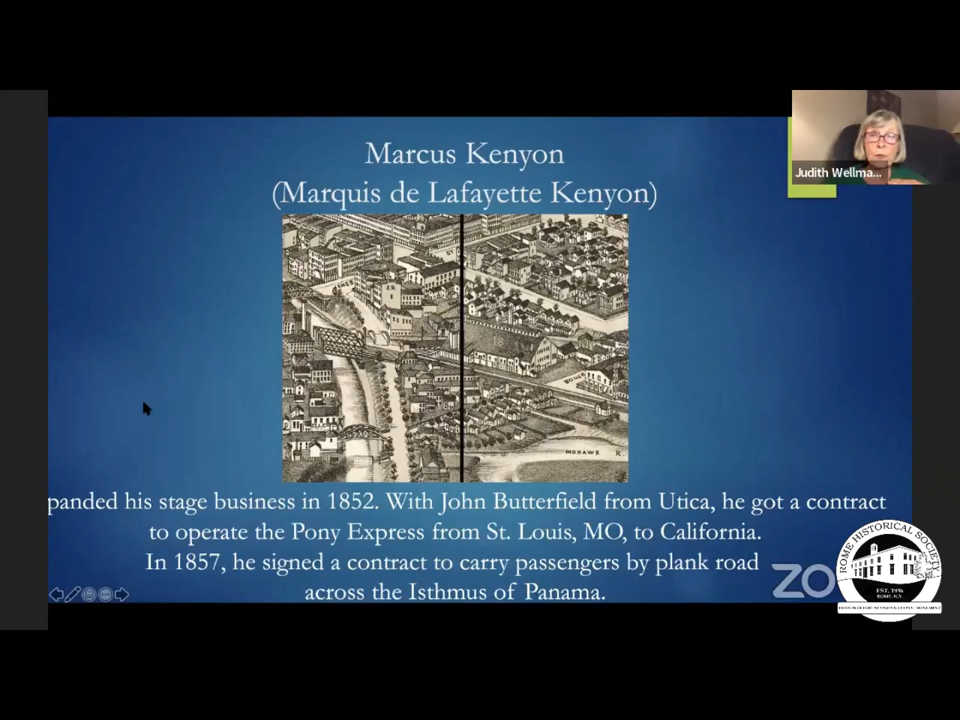 Marcus Kenyon
(Marquis de Lafayette Kenyon)
Judith Wellma...
MOHAWK R.
panded his stage business in 1852. With John Butterfield from Utica, he got a contract
to operate the Pony Express from St. Louis, MO, to California.
In 1857, he signed a contract to carry passengers by plank road
across the Isthmus of Panama.
zo
ROME HISTORICAL SOCIETY
EST. 1936
ROME, N.Y.